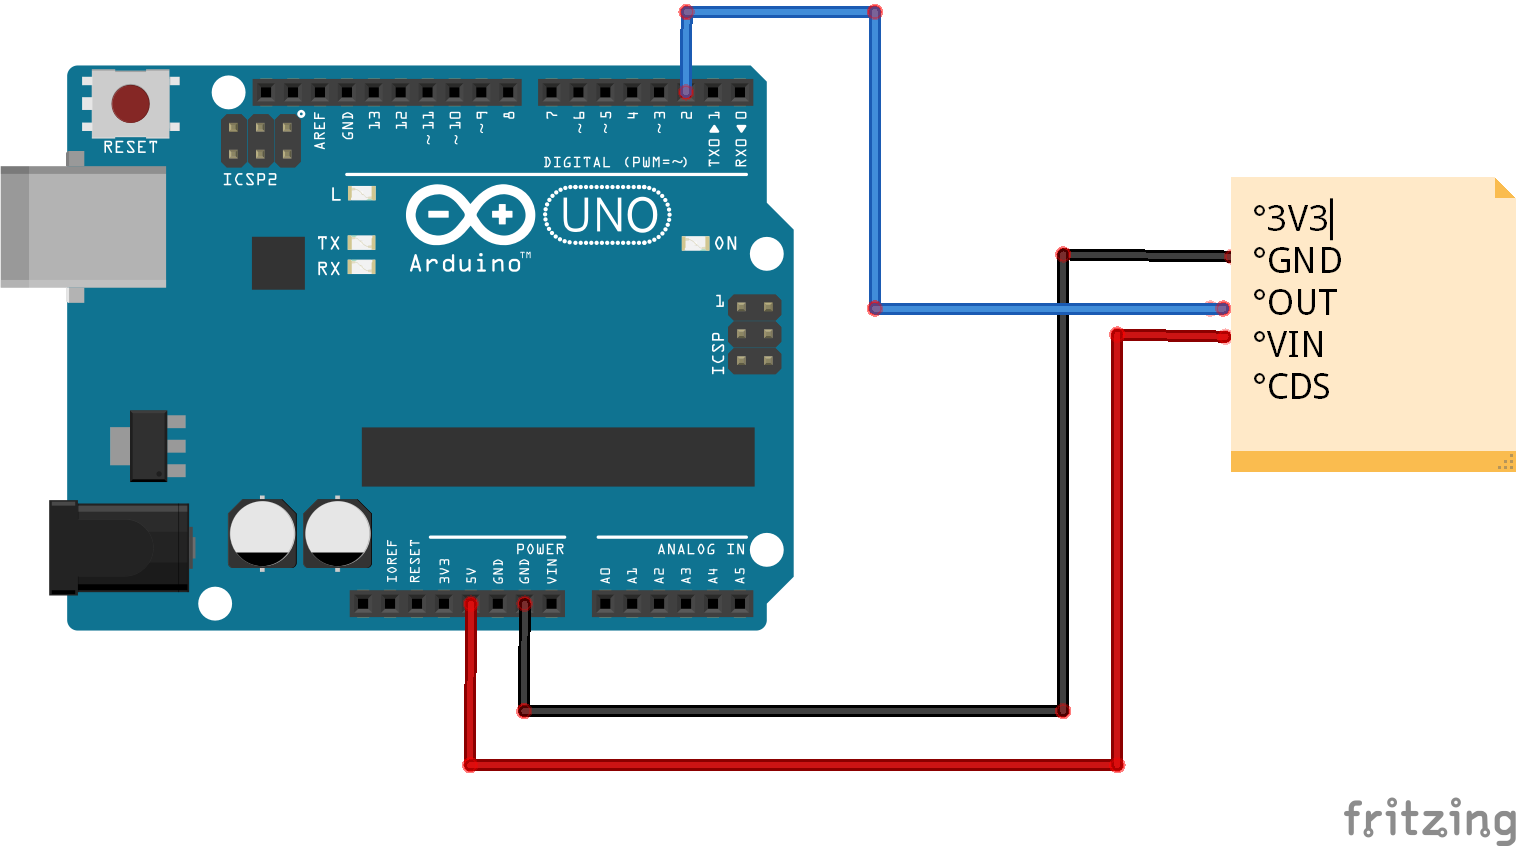 RESET
ICSP2
AREF
GND
13
12
~11
~10
~9
8
7
~6
~5
4
~3
2
TXO▶1
RXO◀0
DIGITAL (PWM=~)
L
TX
RX
UNO
Arduino™
ON
1
ICSP
°3V3
°GND
°OUT
°VIN
°CDS
POWER
ANALOG IN
IOREF
RESET
3V3
5V
GND
GND
VIN
A0
A1
A2
A3
A4
A5
fritzing